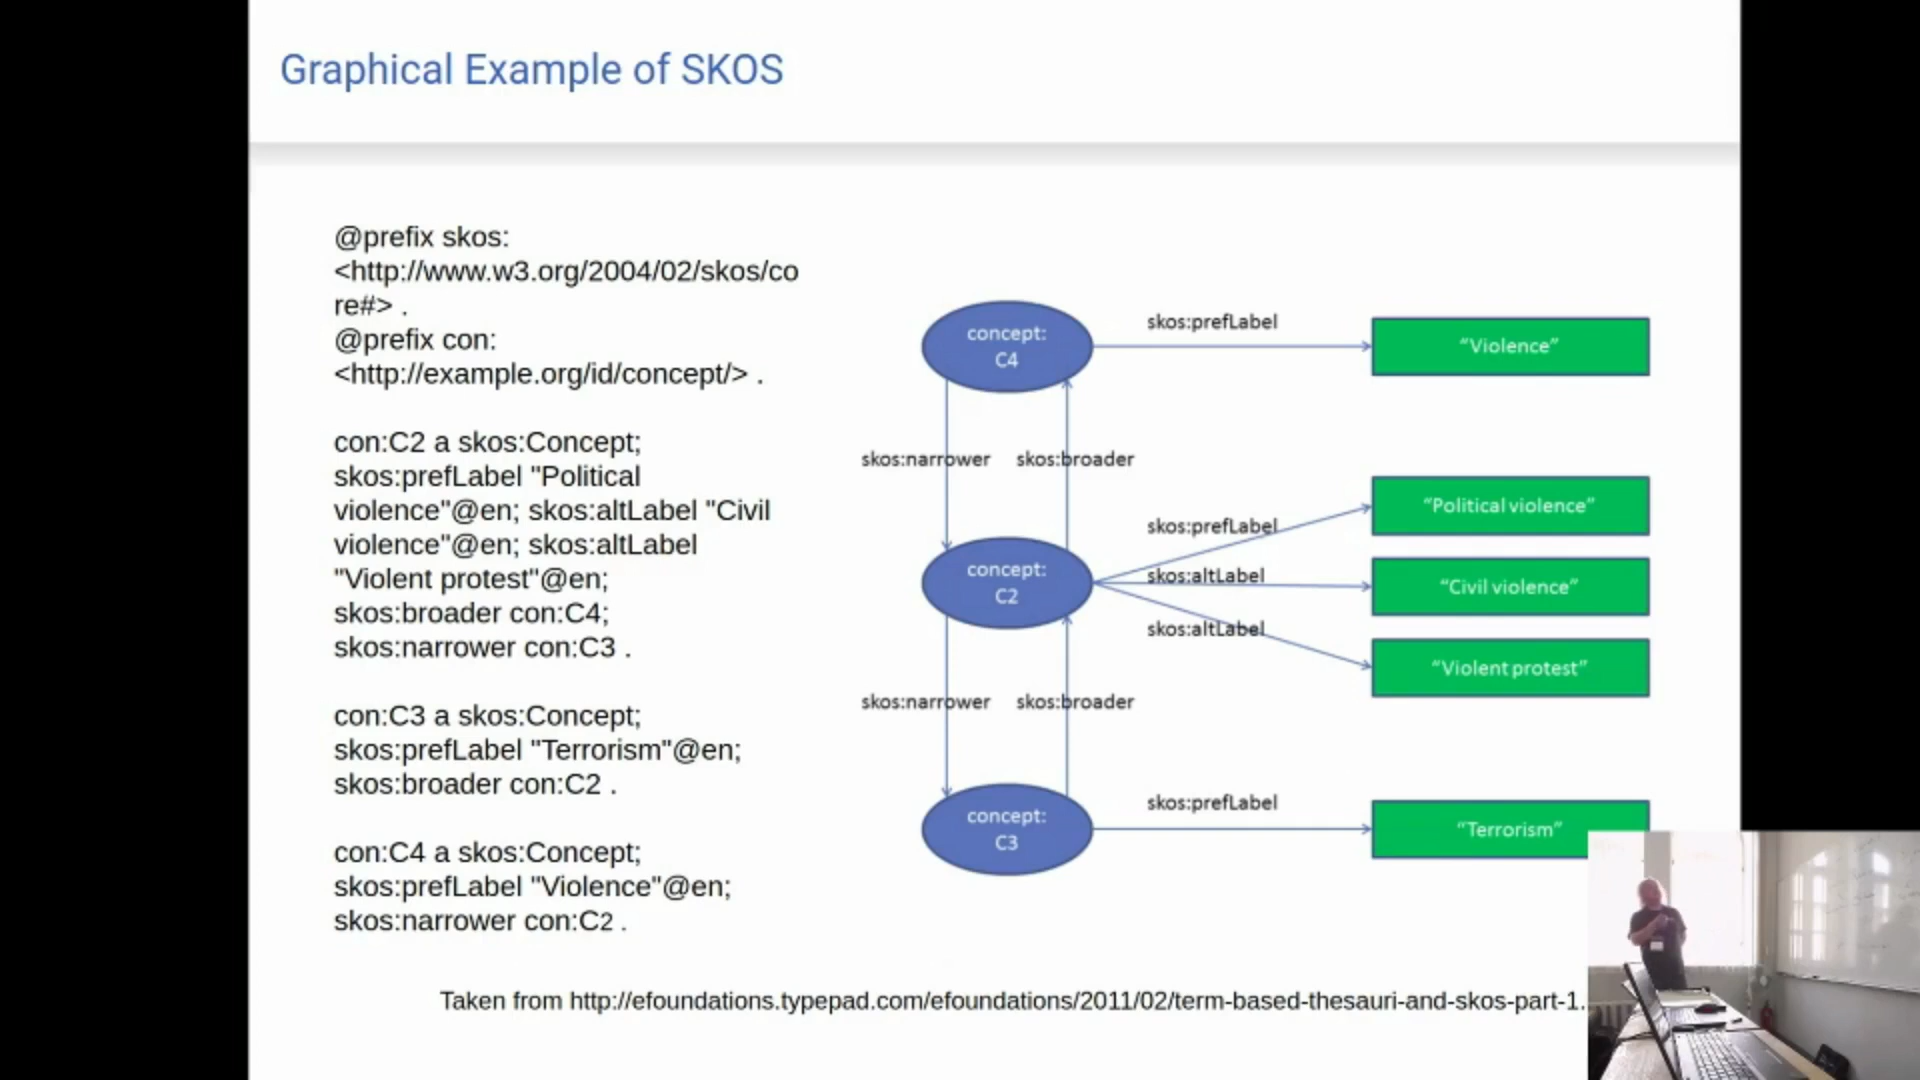 Graphical Example of SKOS
@prefix skos:
<http://www.w3.org/2004/02/skos/co
re#> .
@prefix con:
<http://example.org/id/concept/> .
con:C2 a skos:Concept;
skos:prefLabel "Political
violence"@en; skos:altLabel "Civil
violence"@en; skos:altLabel
"Violent protest"@en;
skos:broader con:C4;
skos:narrower con:C3 .
con:C3 a skos:Concept;
skos:prefLabel "Terrorism"@en;
skos:broader con:C2 .
con:C4 a skos:Concept;
skos:prefLabel "Violence"@en;
skos:narrower con:C2 .
concept:
C4
skos:prefLabel
“Violence”
skos:narrower
skos:broader
concept:
C2
skos:prefLabel
“Political violence”
skos:altLabel
“Civil violence”
skos:altLabel
“Violent protest”
skos:narrower
skos:broader
concept:
C3
skos:prefLabel
“Terrorism”
Taken from http://efoundations.typepad.com/efoundations/2011/02/term-based-thesauri-and-skos-part-1.